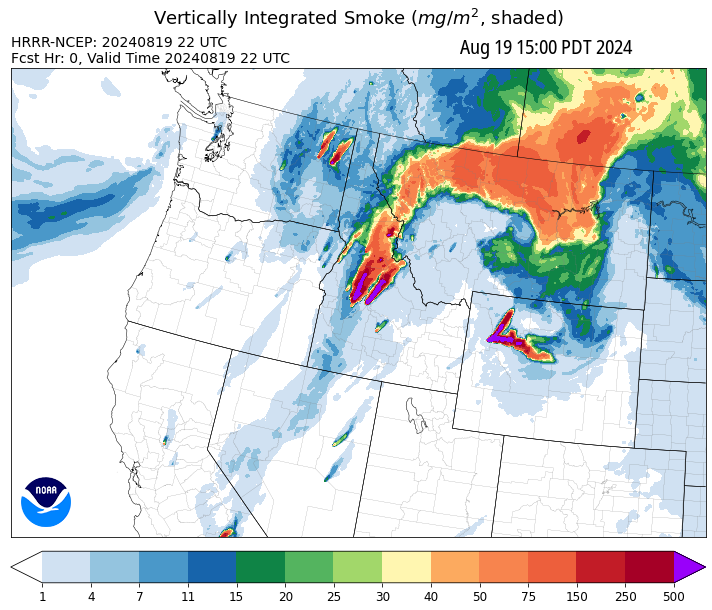 Vertically Integrated Smoke (mg/m², shaded)
HRRR-NCEP: 20240819 22 UTC
Fcst Hr: 0, Valid Time 20240819 22 UTC
Aug 19 15:00 PDT 2024
NOAA
1 4 7 11 15 20 25 30 40 50 75 150 250 500